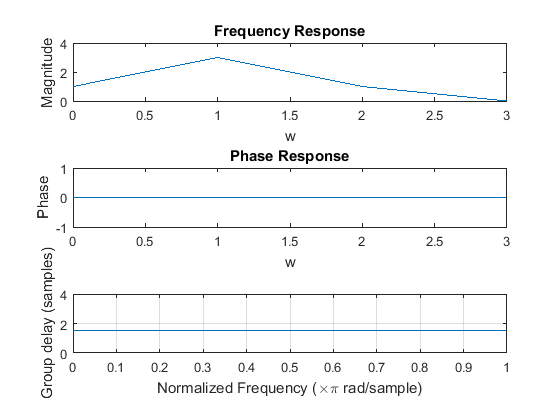 Frequency Response
Magnitude
4
2
0
0 0.5 1 1.5 2 2.5 3
w
Phase Response
Phase
1
0
-1
0 0.5 1 1.5 2 2.5 3
w
Group delay (samples)
4
2
0
0 0.1 0.2 0.3 0.4 0.5 0.6 0.7 0.8 0.9 1
Normalized Frequency (×π rad/sample)